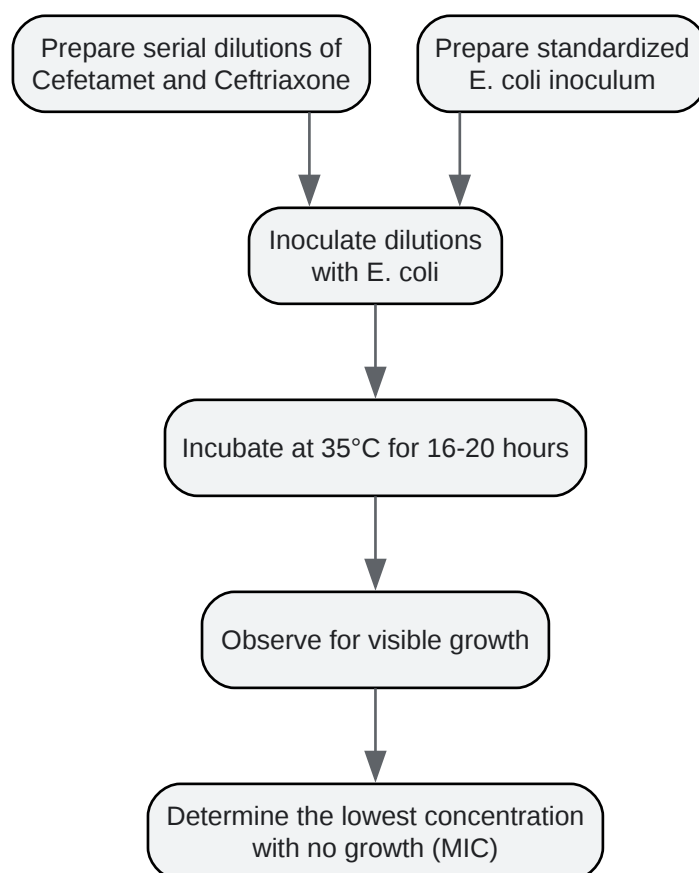 Prepare serial dilutions of
Cefetamet and Ceftriaxone
Prepare standardized
E. coli inoculum
Inoculate dilutions
with E. coli
Incubate at 35°C for 16-20 hours
Observe for visible growth
Determine the lowest concentration
with no growth (MIC)